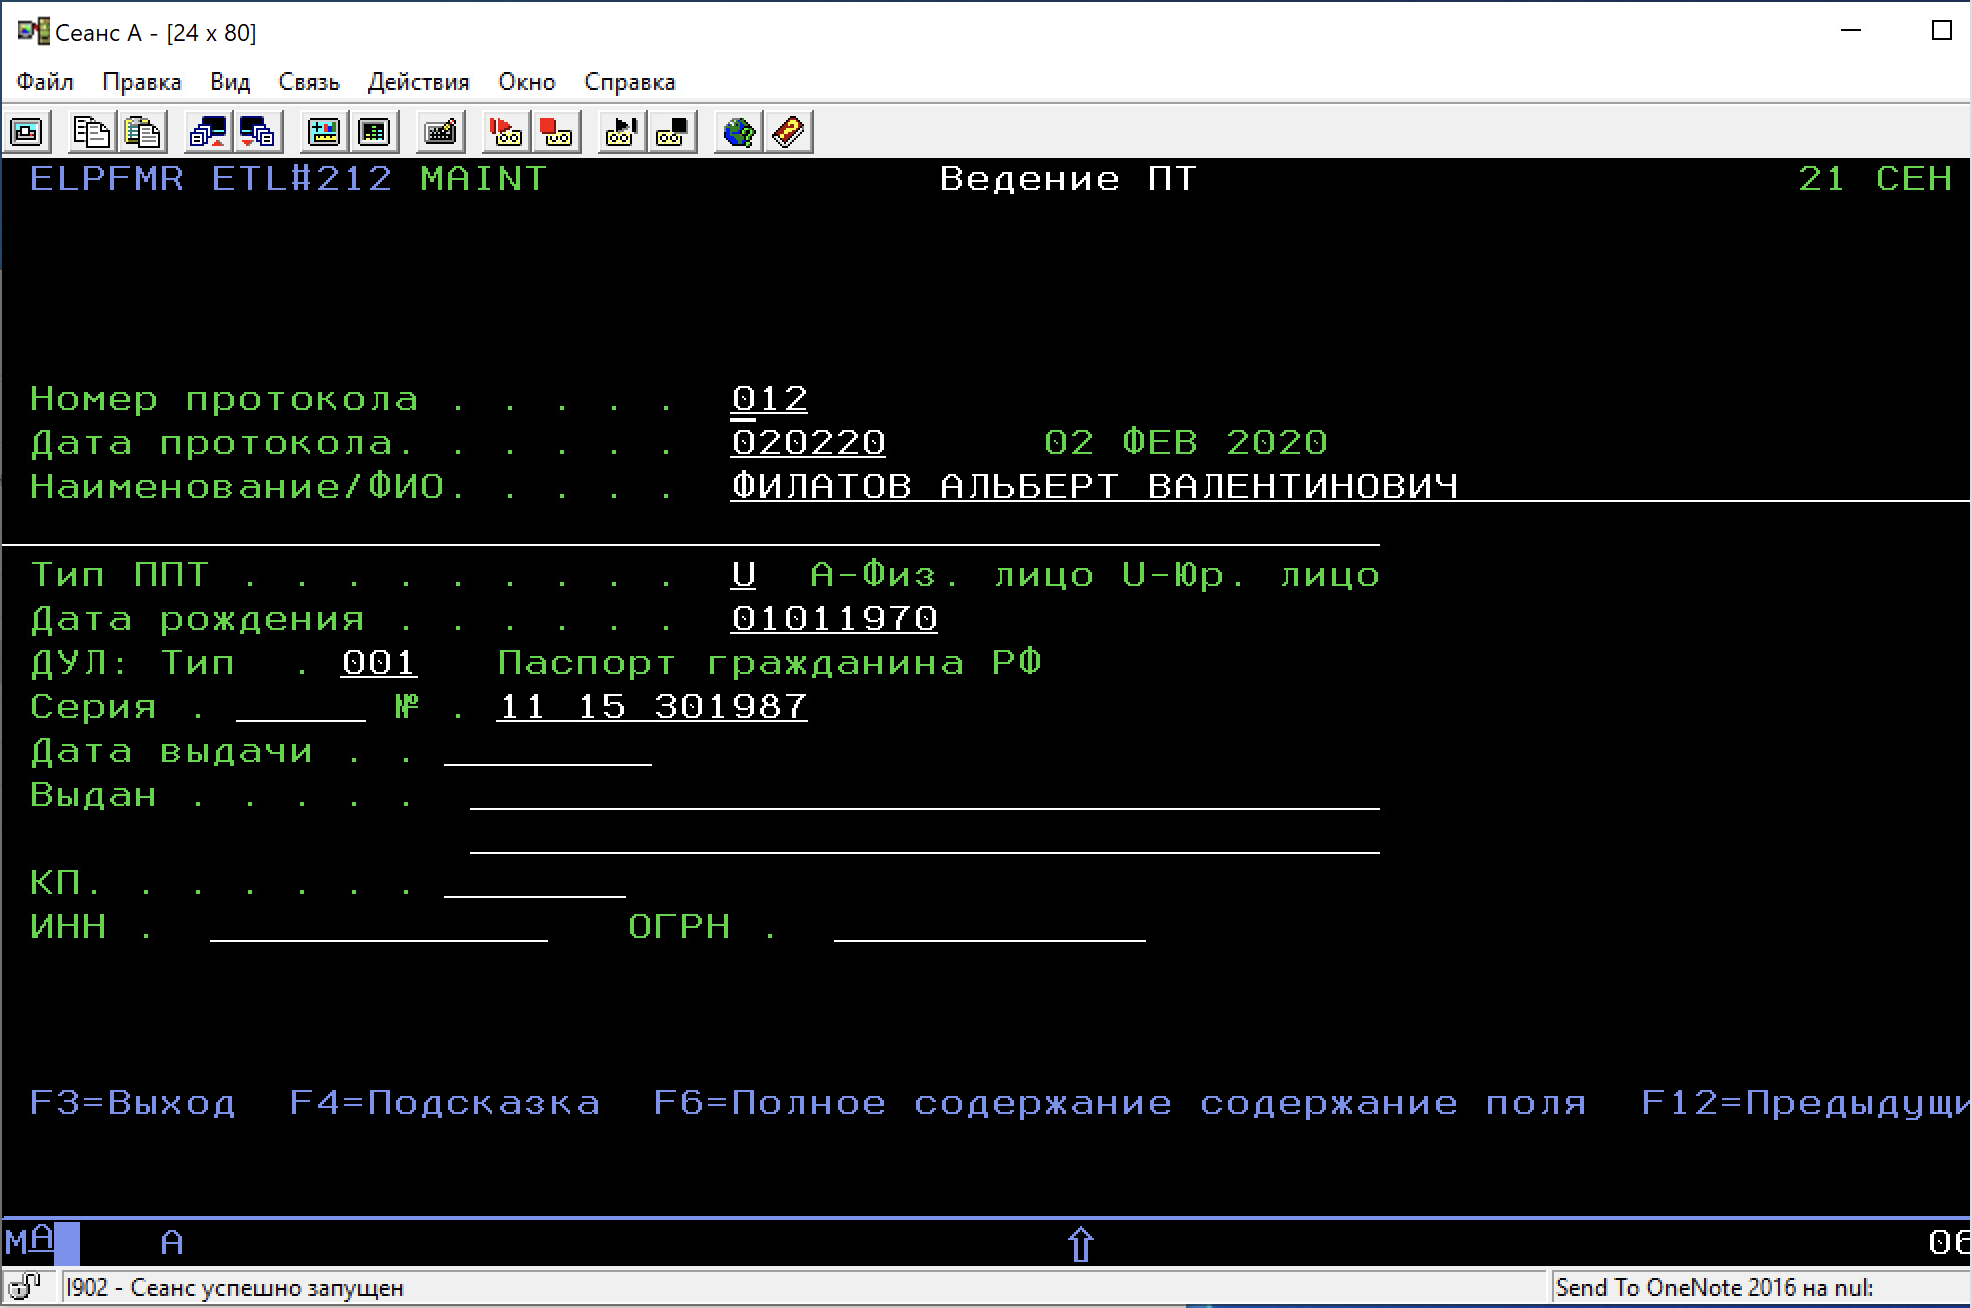 Сеанс A - [24 x 80]
Файл Правка Вид Связь Действия Окно Справка
ELPFMR ETL#212 MAINT Ведение ПТ 21 СЕН
Номер протокола . . . . . 012
Дата протокола. . . . . . 020220 02 ФЕВ 2020
Наименование/ФИО. . . . . ФИЛАТОВ АЛЬБЕРТ ВАЛЕНТИНОВИЧ
Тип ППТ . . . . . . . . . U А-Физ. лицо U-Юр. лицо
Дата рождения . . . . . . 01011970
ДУЛ: Тип . 001 Паспорт гражданина РФ
Серия . № . 11 15 301987
Дата выдачи . .
Выдан . . . . .
КП. . . . . . .
ИНН . ОГРН .
F3=Выход F4=Подсказка F6=Полное содержание содержание поля F12=Предыдущи
MA A 06
I902 - Сеанс успешно запущен Send To OneNote 2016 на nul: